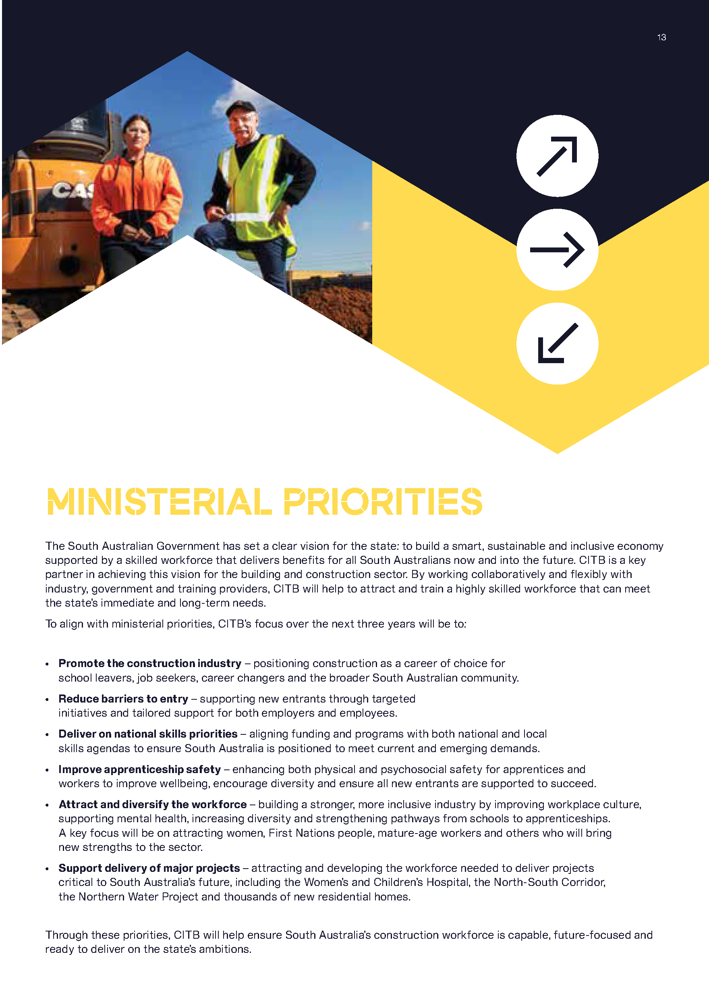 13
CAS
MINISTERIAL PRIORITIES
The South Australian Government has set a clear vision for the state: to build a smart, sustainable and inclusive economy
supported by a skilled workforce that delivers benefits for all South Australians now and into the future. CITB is a key
partner in achieving this vision for the building and construction sector. By working collaboratively and flexibly with
industry, government and training providers, CITB will help to attract and train a highly skilled workforce that can meet
the state’s immediate and long-term needs.
To align with ministerial priorities, CITB’s focus over the next three years will be to:
• Promote the construction industry – positioning construction as a career of choice for
school leavers, job seekers, career changers and the broader South Australian community.
• Reduce barriers to entry – supporting new entrants through targeted
initiatives and tailored support for both employers and employees.
• Deliver on national skills priorities – aligning funding and programs with both national and local
skills agendas to ensure South Australia is positioned to meet current and emerging demands.
• Improve apprenticeship safety – enhancing both physical and psychosocial safety for apprentices and
workers to improve wellbeing, encourage diversity and ensure all new entrants are supported to succeed.
• Attract and diversify the workforce – building a stronger, more inclusive industry by improving workplace culture,
supporting mental health, increasing diversity and strengthening pathways from schools to apprenticeships.
A key focus will be on attracting women, First Nations people, mature-age workers and others who will bring
new strengths to the sector.
• Support delivery of major projects – attracting and developing the workforce needed to deliver projects
critical to South Australia’s future, including the Women’s and Children’s Hospital, the North-South Corridor,
the Northern Water Project and thousands of new residential homes.
Through these priorities, CITB will help ensure South Australia’s construction workforce is capable, future-focused and
ready to deliver on the state’s ambitions.